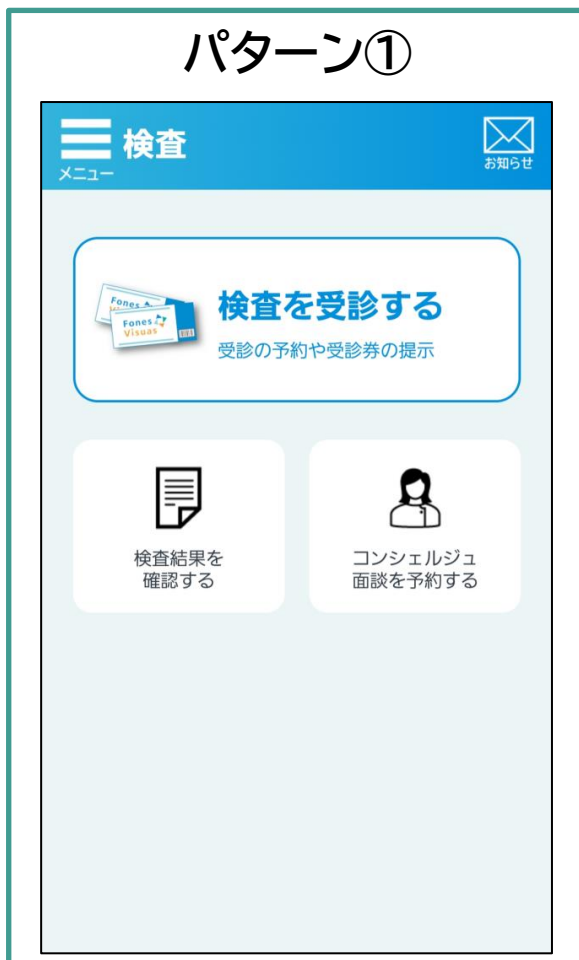 パターン①
検査
メニュー
お知らせ
Fones
Fones
Visuas
検査を受診する
受診の予約や受診券の提示
検査結果を
確認する
コンシェルジュ
面談を予約する